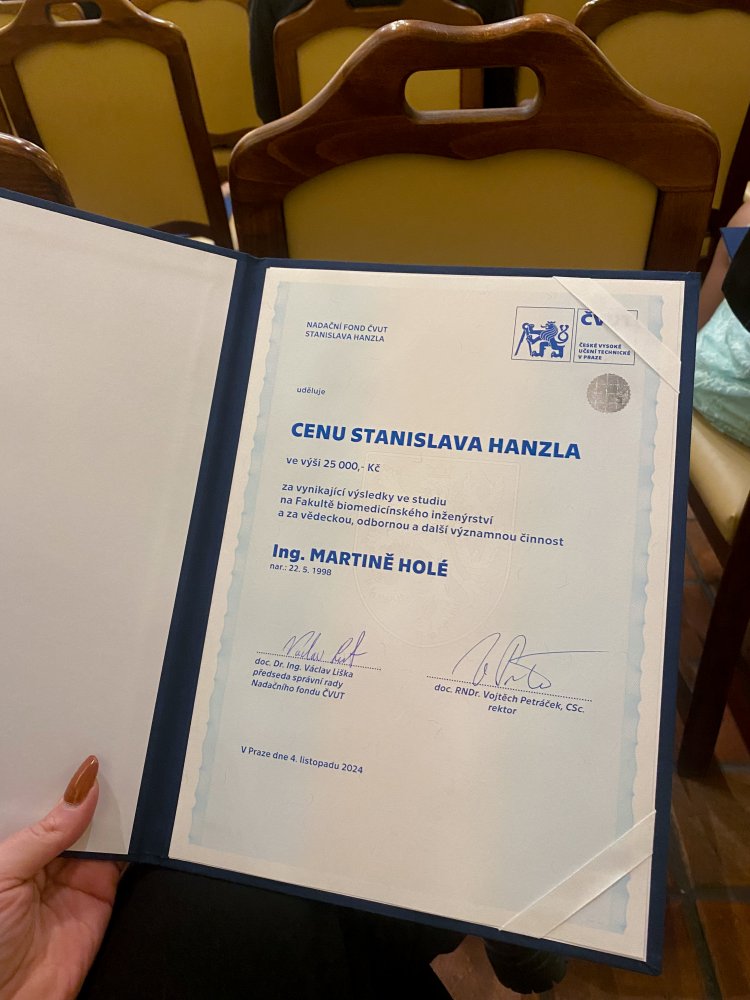 NADAČNÍ FOND ČVUT
STANISLAVA HANZLA
ČESKÉ VYSOKÉ
UČENÍ TECHNICKÉ
V PRAZE
uděluje
CENU STANISLAVA HANZLA
ve výši 25 000,- Kč
za vynikající výsledky ve studiu
na Fakultě biomedicínského inženýrství
a za vědeckou, odbornou a další významnou činnost
Ing. MARTINĚ HOLÉ
nar.: 22. 5. 1998
doc. Dr. Ing. Václav Liška
předseda správní rady
Nadačního fondu ČVUT
doc. RNDr. Vojtěch Petráček, CSc.
rektor
V Praze dne 4. listopadu 2024